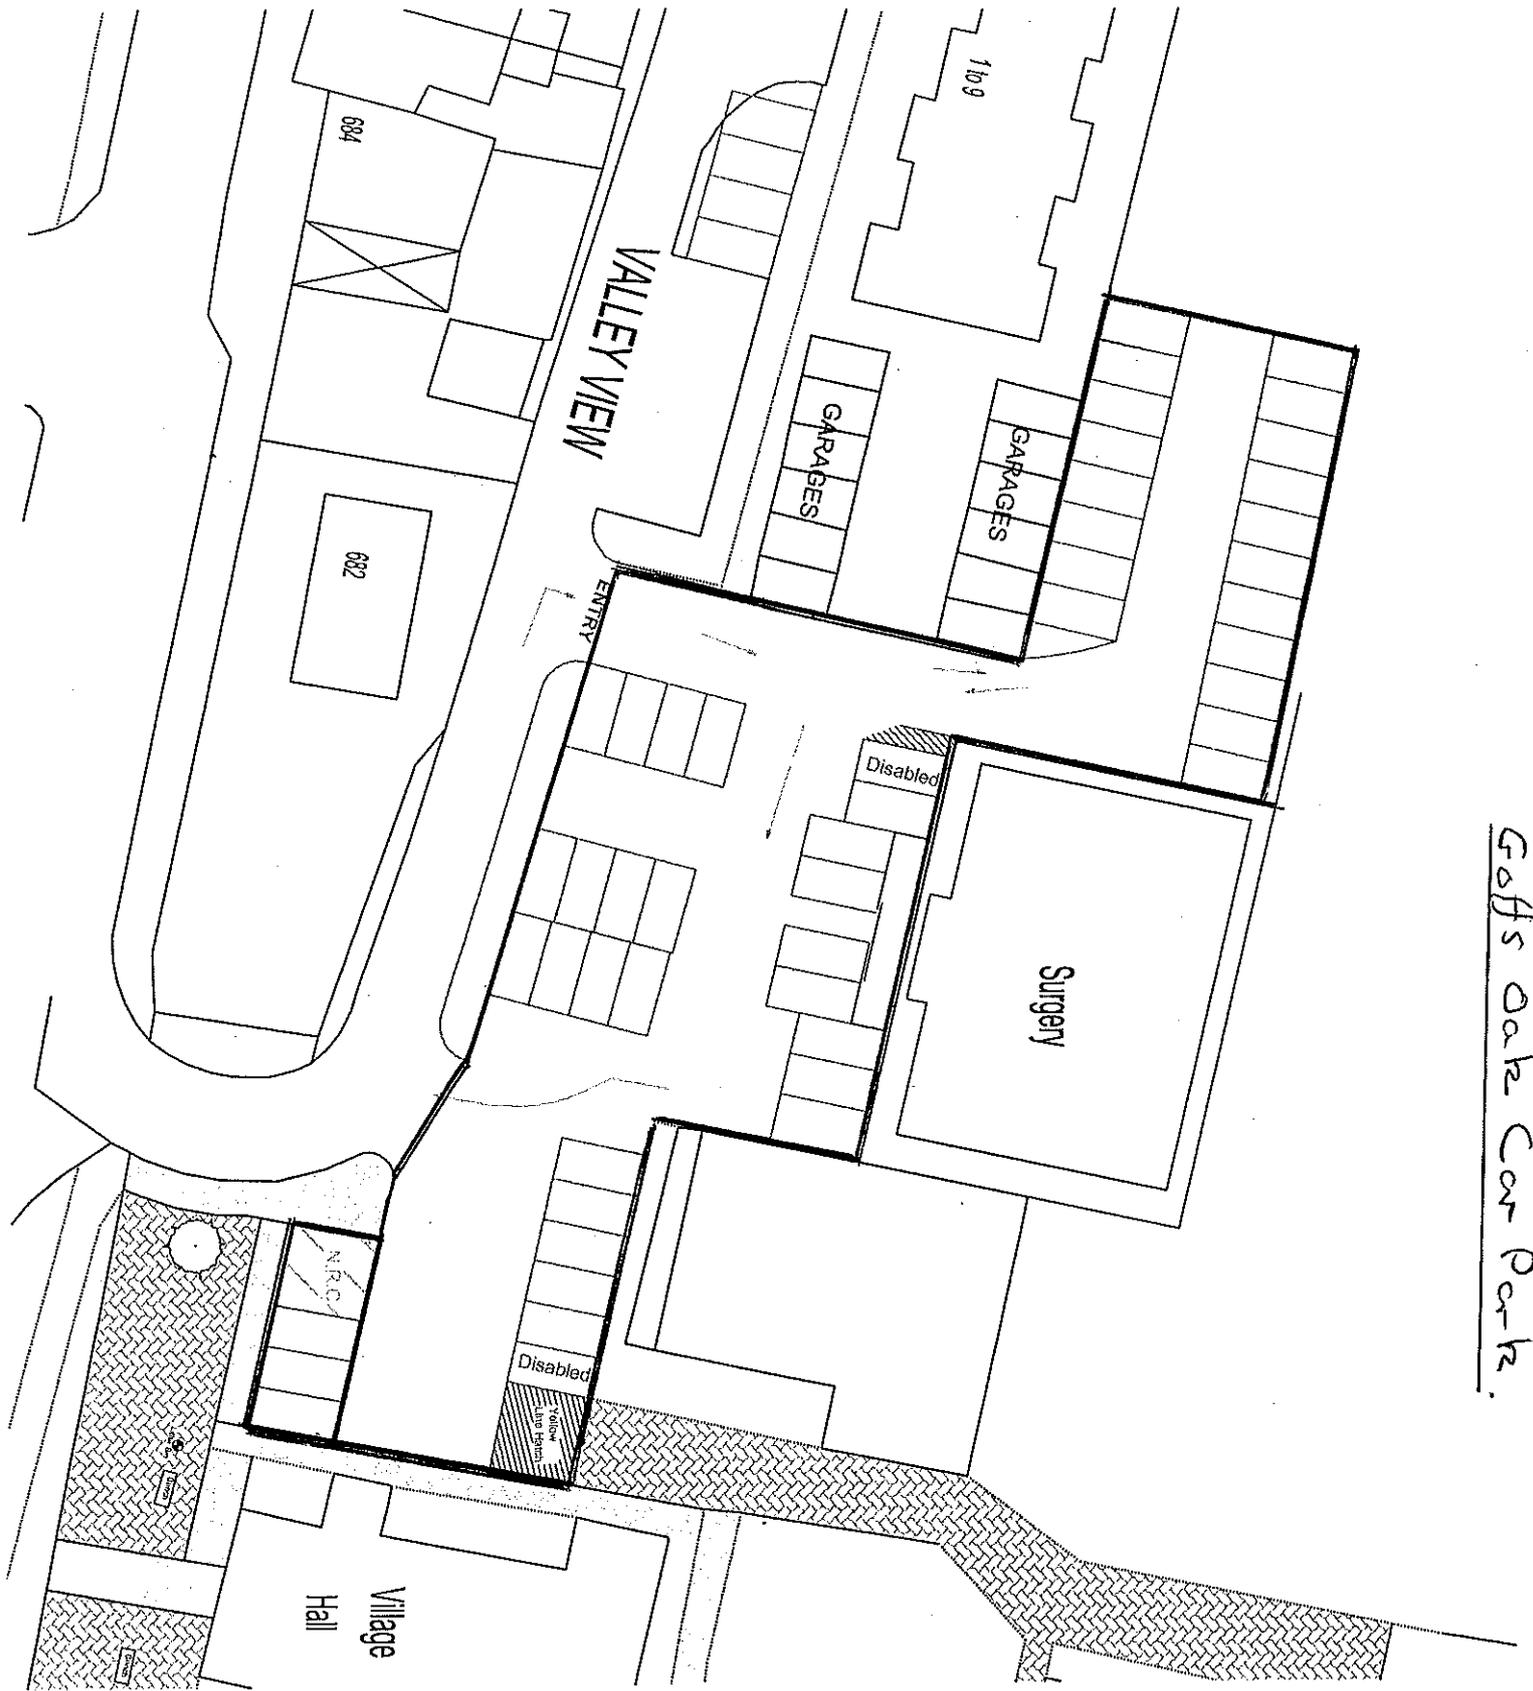 Goffs Oak Car Park.
1 to 9
684
VALLEY VIEW
GARAGES
GARAGES
ENTRY
682
Disabled
Surgery
N.R.C.
Disabled
Yellow
Line Hatch
Village
Hall